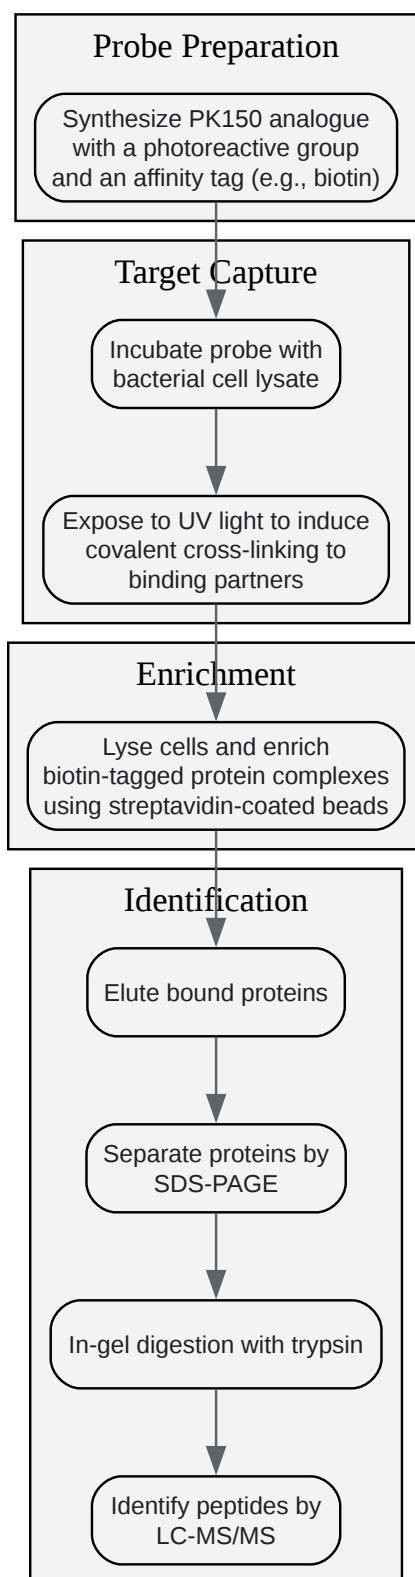 Probe Preparation
Synthesize PK150 analogue
with a photoreactive group
and an affinity tag (e.g., biotin)
Target Capture
Incubate probe with
bacterial cell lysate
Expose to UV light to induce
covalent cross-linking to
binding partners
Enrichment
Lyse cells and enrich
biotin-tagged protein complexes
using streptavidin-coated beads
Identification
Elute bound proteins
Separate proteins by
SDS-PAGE
In-gel digestion with trypsin
Identify peptides by
LC-MS/MS